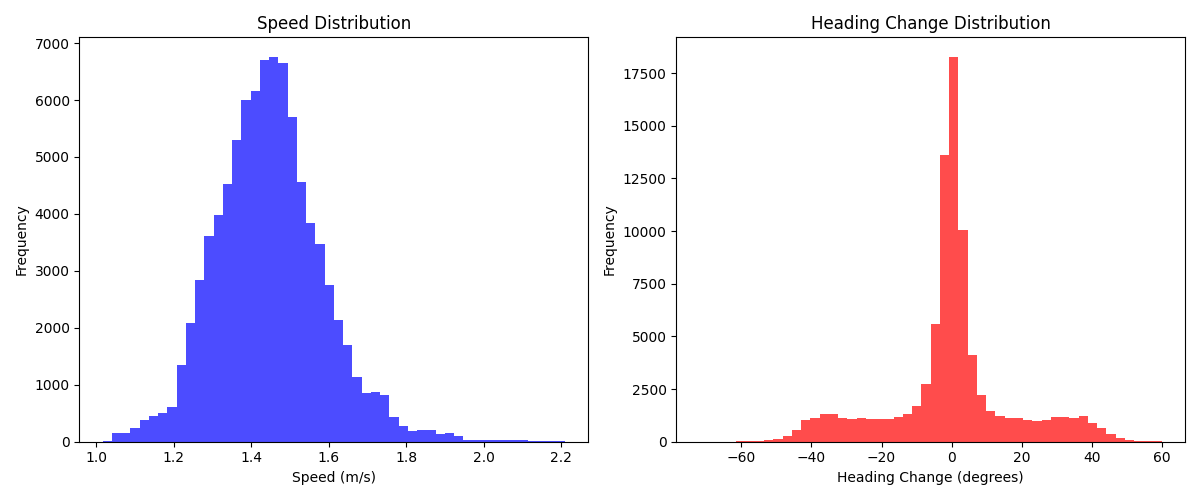 Speed Distribution
7000
6000
5000
4000
3000
2000
1000
0
Frequency
1.0 1.2 1.4 1.6 1.8 2.0 2.2
Speed (m/s)
Heading Change Distribution
17500
15000
12500
10000
7500
5000
2500
0
Frequency
−60 −40 −20 0 20 40 60
Heading Change (degrees)